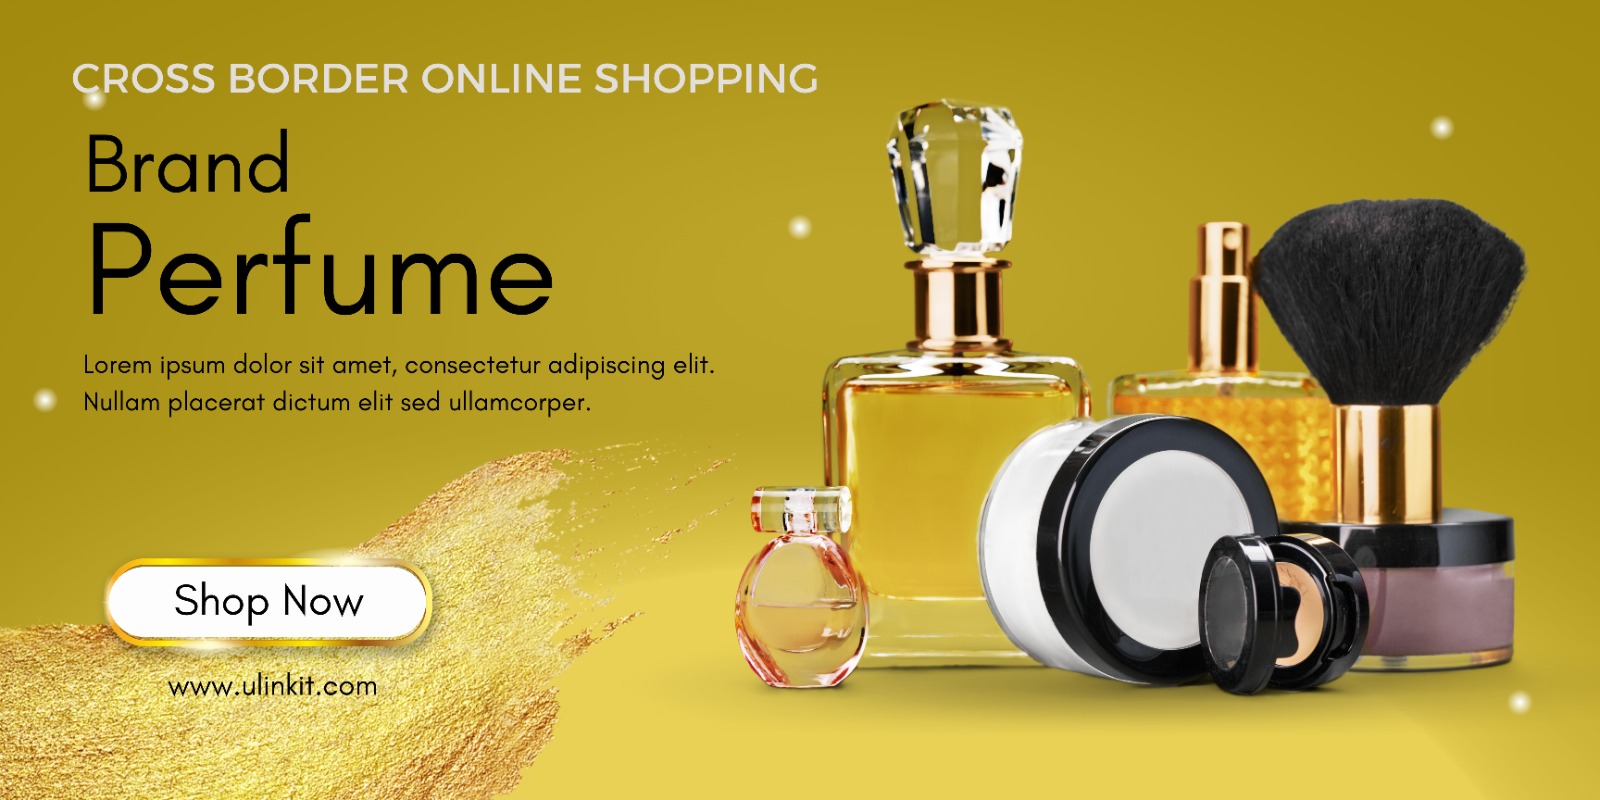 CROSS BORDER ONLINE SHOPPING
Brand
Perfume
Lorem ipsum dolor sit amet, consectetur adipiscing elit.
Nullam placerat dictum elit sed ullamcorper.
Shop Now
www.ulinkit.com